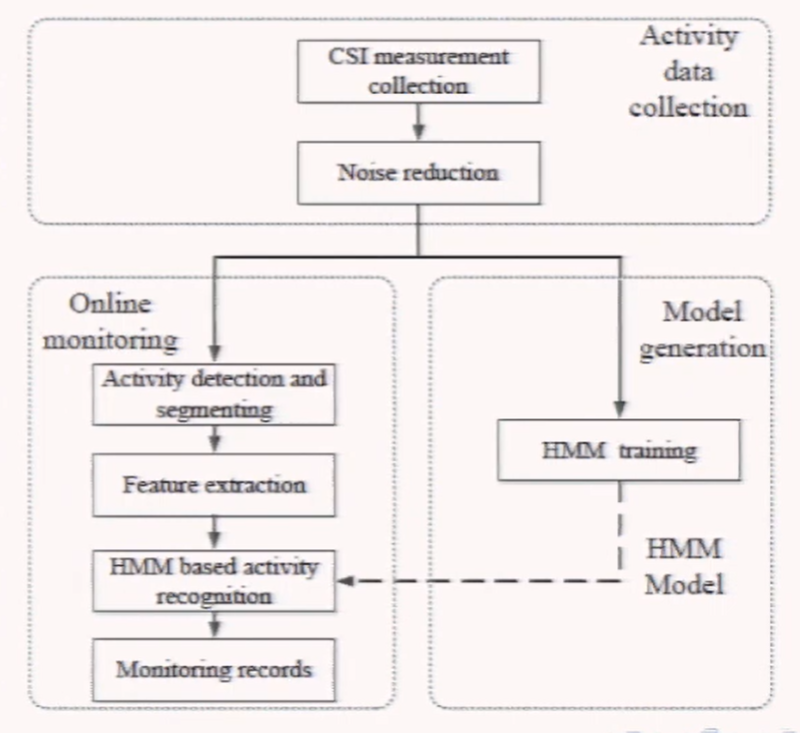 Activity
data
collection
CSI measurement
collection
Noise reduction
Online
monitoring
Model
generation
Activity detection and
segmenting
HMM training
Feature extraction
HMM
Model
HMM based activity
recognition
Monitoring records